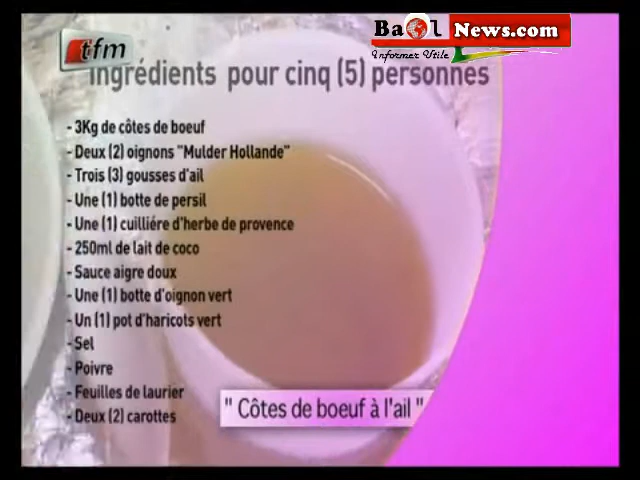 BaOl News.com
Informer Utile
tfm
Ingrédients pour cinq (5) personnes
- 3Kg de côtes de boeuf
- Deux (2) oignons "Mulder Hollande"
- Trois (3) gousses d'ail
- Une (1) botte de persil
- Une (1) cuilliére d'herbe de provence
- 250ml de lait de coco
- Sauce aigre doux
- Une (1) botte d'oignon vert
- Un (1) pot d'haricots vert
- Sel
- Poivre
- Feuilles de laurier
- Deux (2) carottes
" Côtes de boeuf à l'ail "